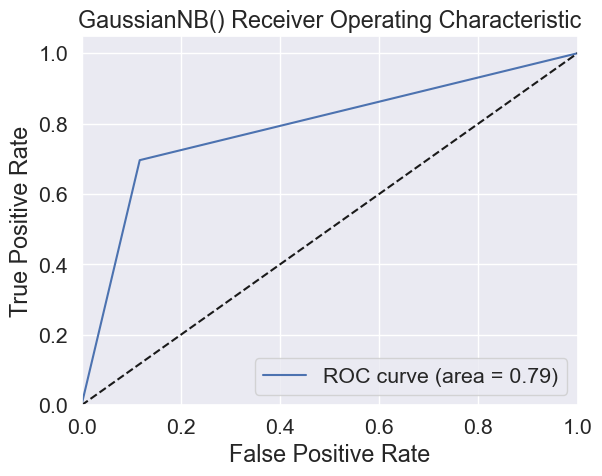 GaussianNB() Receiver Operating Characteristic
1.0
0.8
0.6
0.4
0.2
0.0
True Positive Rate
ROC curve (area = 0.79)
0.0 0.2 0.4 0.6 0.8 1.0
False Positive Rate